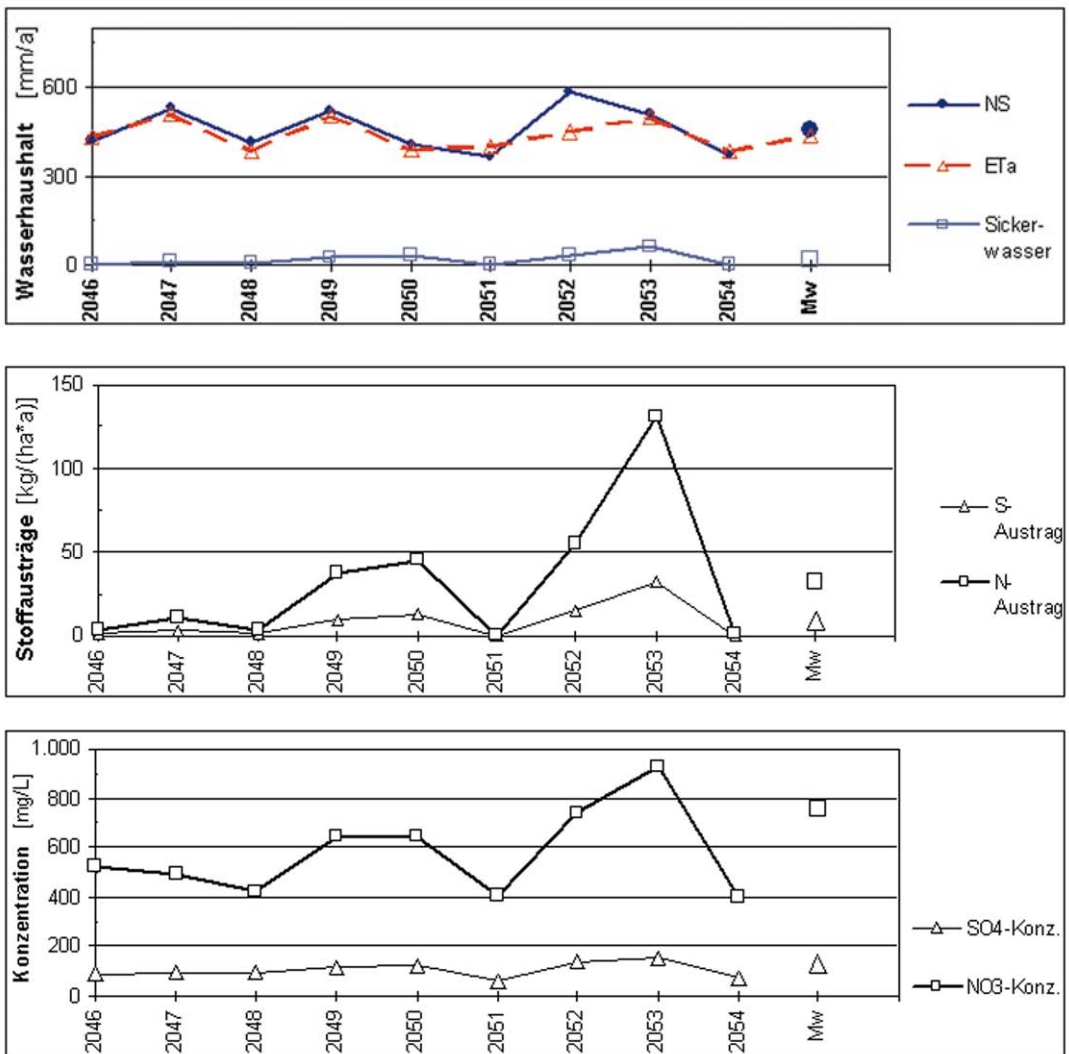 Wasserhaushalt [mm/a]
600
300
0
2046
2047
2048
2049
2050
2051
2052
2053
2054
Mw
NS
ETa
Sicker-
wasser
Stoffausträge [kg/(ha*a)]
150
100
50
0
2046
2047
2048
2049
2050
2051
2052
2053
2054
Mw
S-
Austrag
N-
Austrag
Konzentration [mg/L]
1.000
800
600
400
200
0
2046
2047
2048
2049
2050
2051
2052
2053
2054
Mw
SO4-Konz.
NO3-Konz.